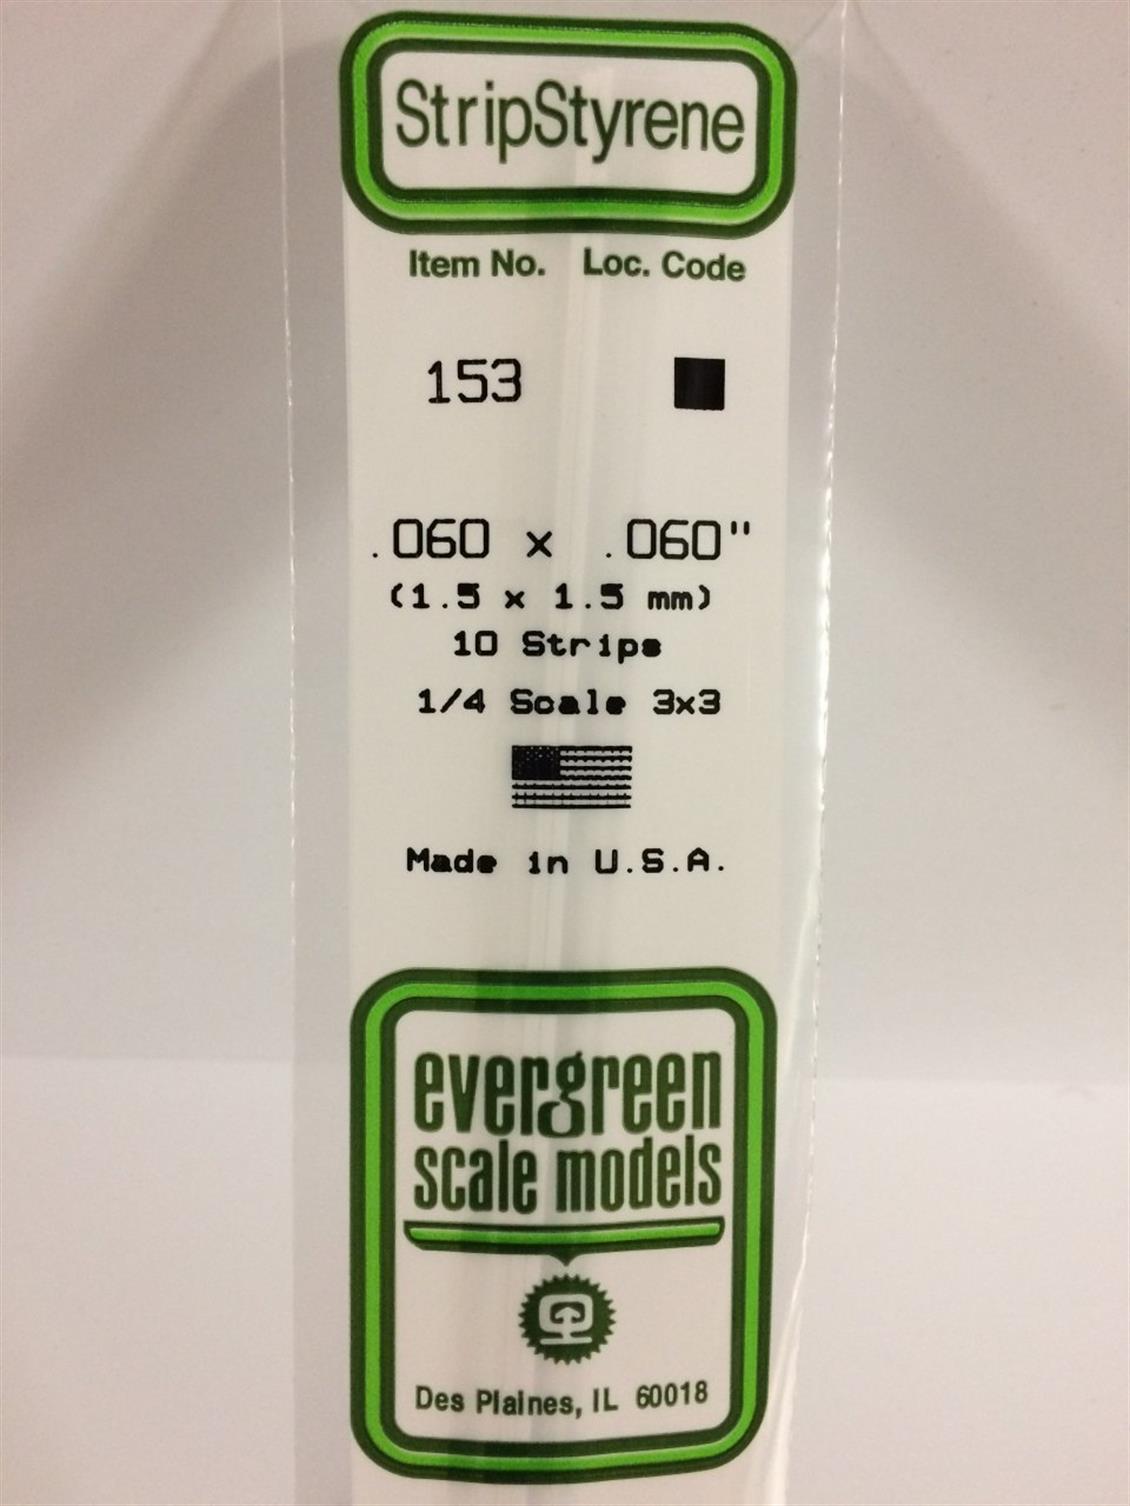 StripStyrene
Item No. Loc. Code
153
.060 x .060"
(1.5 x 1.5 mm)
10 Strips
1/4 Scale 3x3
Made in U.S.A.
evergreen
scale models
Des Plaines, IL 60018